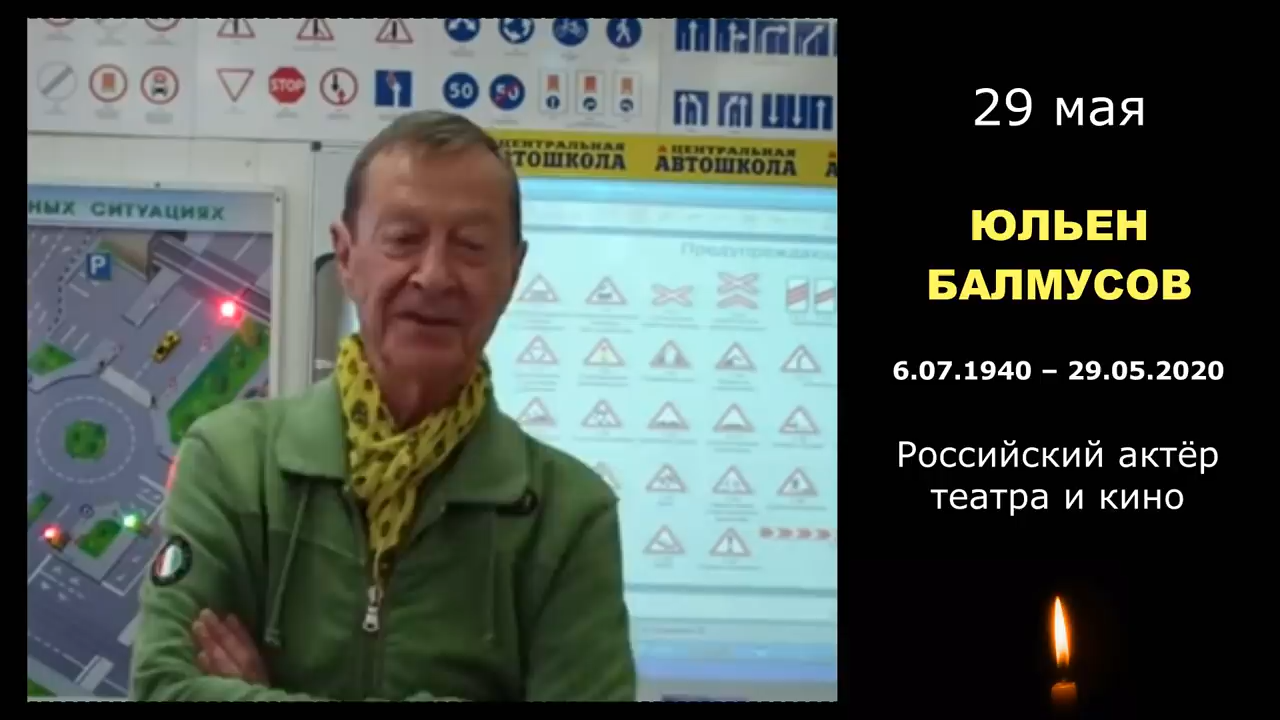 STOP
50
50
ЦЕНТРАЛЬНАЯ
АВТОШКОЛА
ЦЕНТРАЛЬНАЯ
АВТОШКОЛА
А
НЫХ СИТУАЦИЯХ
P
Предупреждаю
29 мая
ЮЛЬЕН
БАЛМУСОВ
6.07.1940 – 29.05.2020
Российский актёр
театра и кино